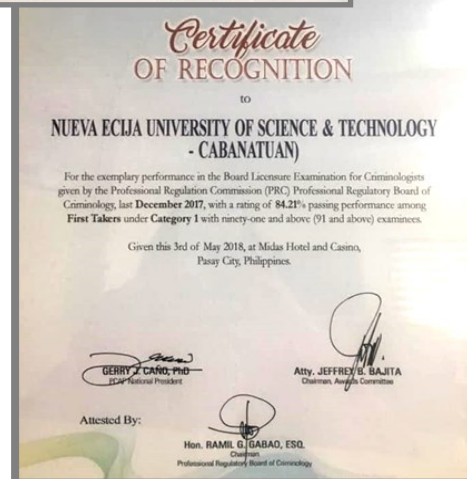 Certificate
OF RECOGNITION
to
NUEVA ECIJA UNIVERSITY OF SCIENCE & TECHNOLOGY
- CABANATUAN)
For the exemplary performance in the Board Licensure Examination for Criminologists
given by the Professional Regulation Commission (PRC) Professional Regulatory Board of
Criminology, last December 2017, with a rating of 84.21% passing performance among
First Takers under Category 1 with ninety-one and above (91 and above) examinees.
Given this 3rd of May 2018, at Midas Hotel and Casino,
Pasay City, Philippines.
GERRY J. CAÑO, PhD
PCAP National President
Atty. JEFFREY B. BAJITA
Chairman, Awards Committee
Attested By:
Hon. RAMIL G. GABAO, ESQ.
Chairman
Professional Regulatory Board of Criminology